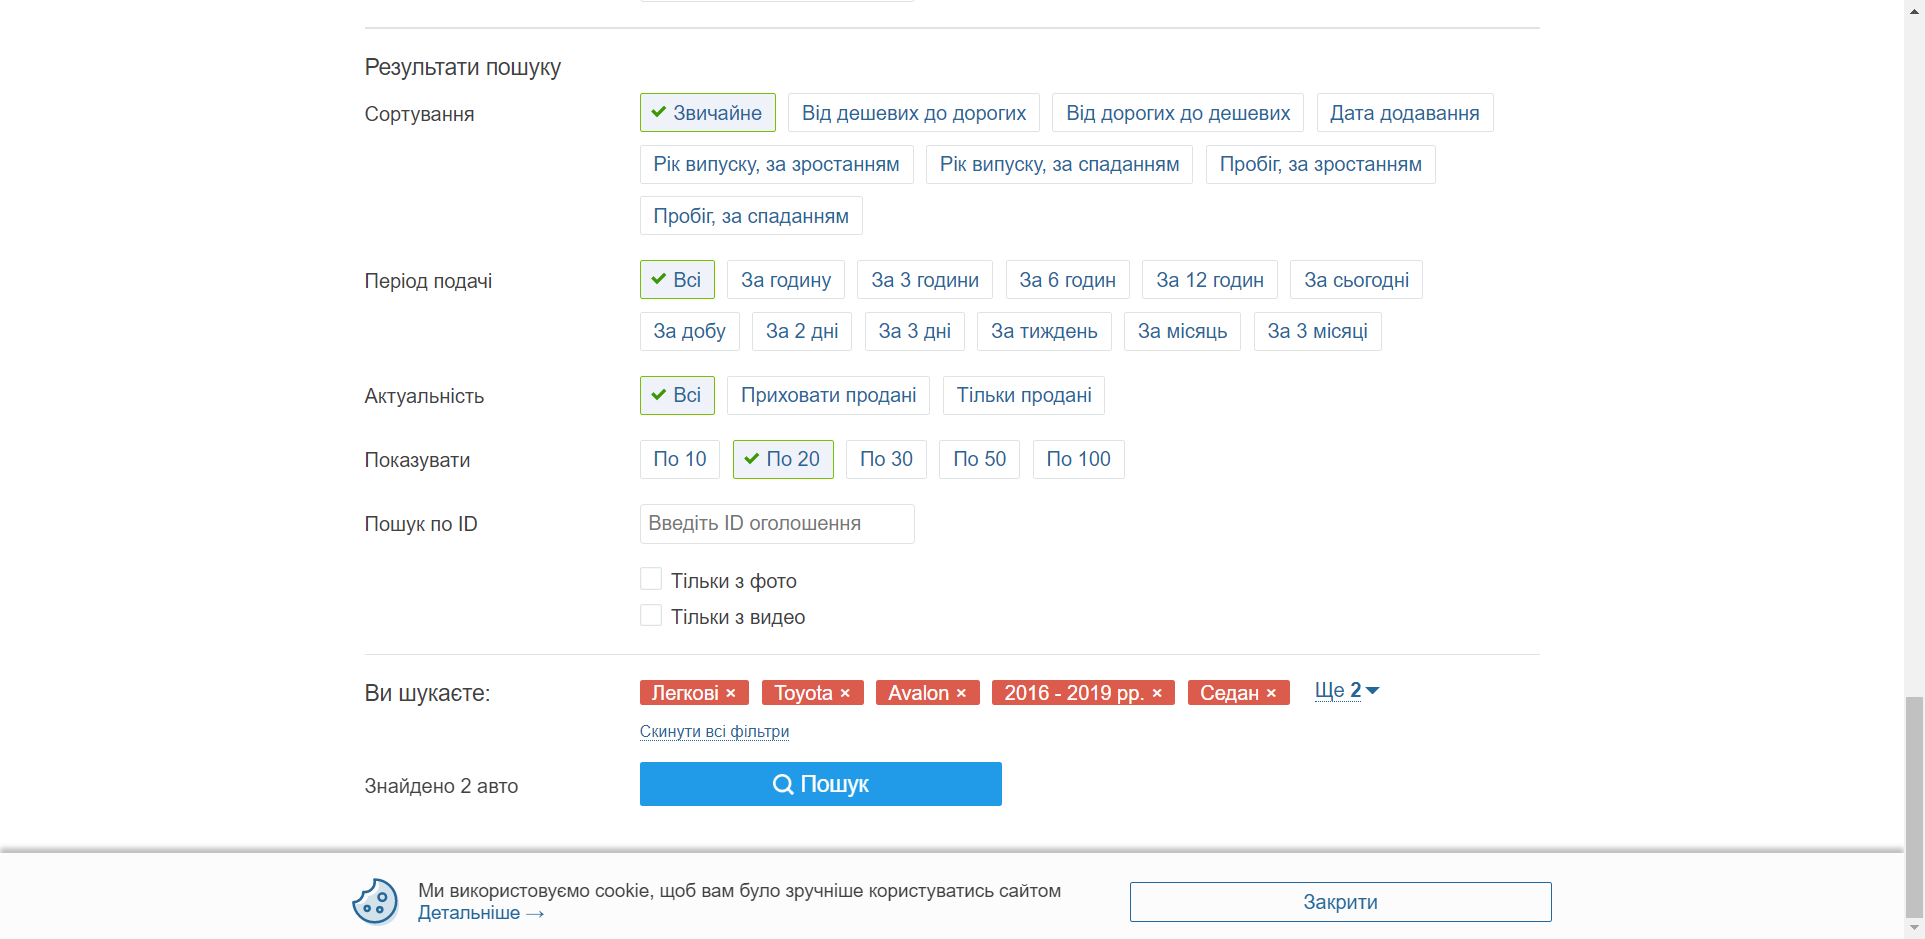 Результати пошуку
Сортування
Звичайне Від дешевих до дорогих Від дорогих до дешевих Дата додавання
Рік випуску, за зростанням Рік випуску, за спаданням Пробіг, за зростанням
Пробіг, за спаданням
Період подачі
Всі За годину За 3 години За 6 годин За 12 годин За сьогодні
За добу За 2 дні За 3 дні За тиждень За місяць За 3 місяці
Актуальність
Всі Приховати продані Тільки продані
Показувати
По 10 По 20 По 30 По 50 По 100
Пошук по ID
Введіть ID оголошення
Тільки з фото
Тільки з видео
Ви шукаєте:
Легкові × Toyota × Avalon × 2016 - 2019 рр. × Седан × Ще 2
Скинути всі фільтри
Знайдено 2 авто
Пошук
Ми використовуємо cookie, щоб вам було зручніше користуватись сайтом
Детальніше →
Закрити